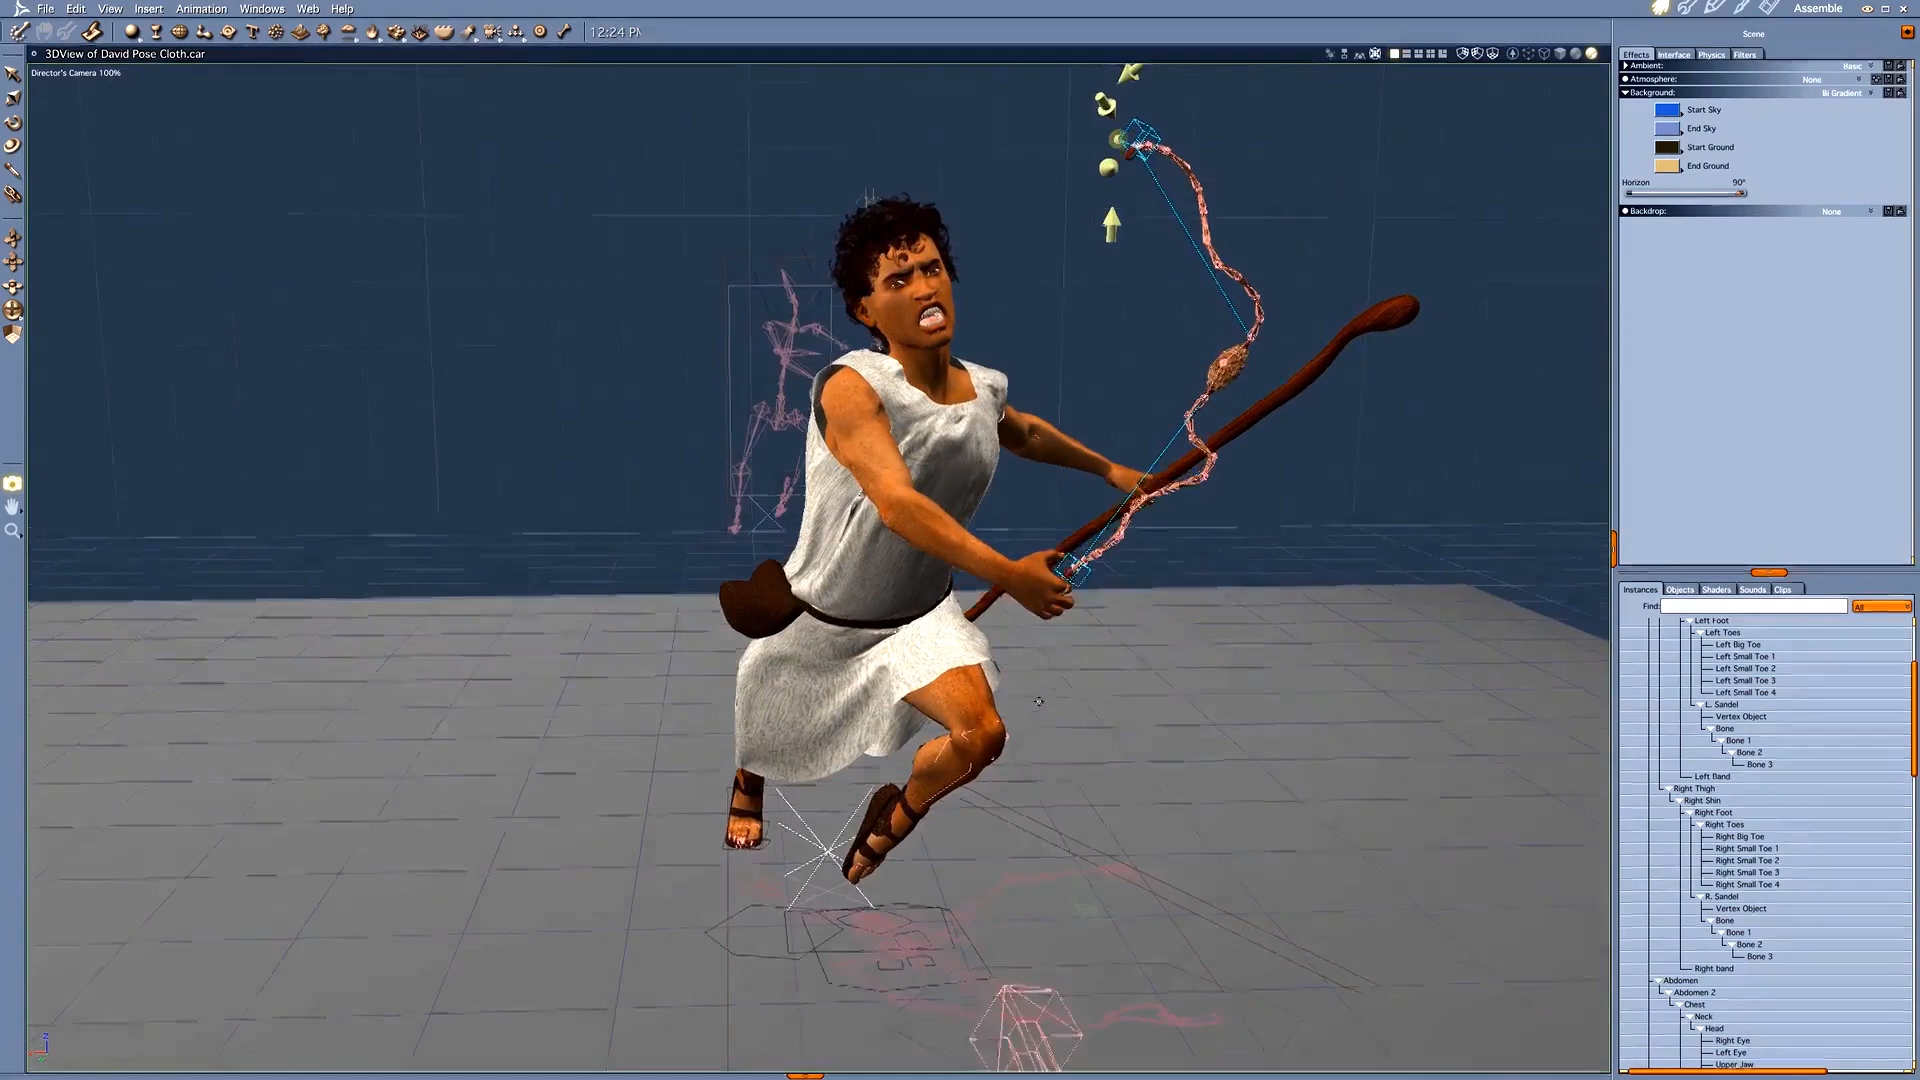 File Edit View Insert Animation Windows Web Help
Assemble
12:24 PM
Scene
3DView of David Pose Cloth.car
Director's Camera 100%
Effects Interface Physics Filters
Ambient: Basic
Atmosphere: None
Background: Bi Gradient
Start Sky
End Sky
Start Ground
End Ground
Horizon 90°
Backdrop: None
Instances Objects Shaders Sounds Clips
Find: All
Left Foot
Left Toes
Left Big Toe
Left Small Toe 1
Left Small Toe 2
Left Small Toe 3
Left Small Toe 4
L. Sandel
Vertex Object
Bone
Bone 1
Bone 2
Bone 3
Left Band
Right Thigh
Right Shin
Right Foot
Right Toes
Right Big Toe
Right Small Toe 1
Right Small Toe 2
Right Small Toe 3
Right Small Toe 4
R. Sandel
Vertex Object
Bone
Bone 1
Bone 2
Bone 3
Right band
Abdomen
Abdomen 2
Chest
Neck
Head
Right Eye
Left Eye
Upper Jaw